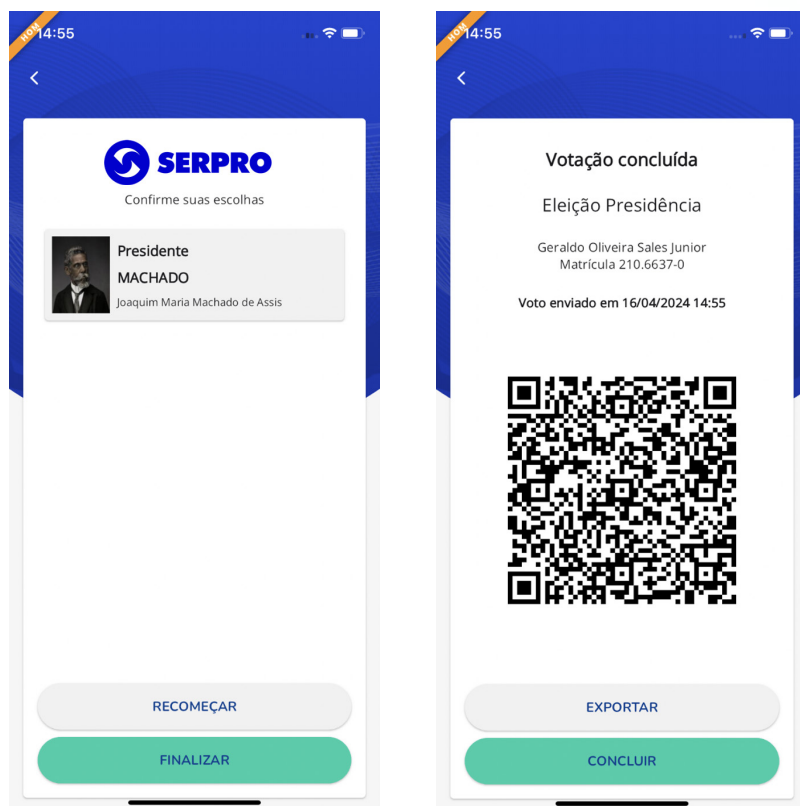 HOM
14:55
SERPRO
Confirme suas escolhas
Presidente
MACHADO
Joaquim Maria Machado de Assis
RECOMEÇAR
FINALIZAR
HOM
14:55
Votação concluída
Eleição Presidência
Geraldo Oliveira Sales Junior
Matrícula 210.6637-0
Voto enviado em 16/04/2024 14:55
EXPORTAR
CONCLUIR